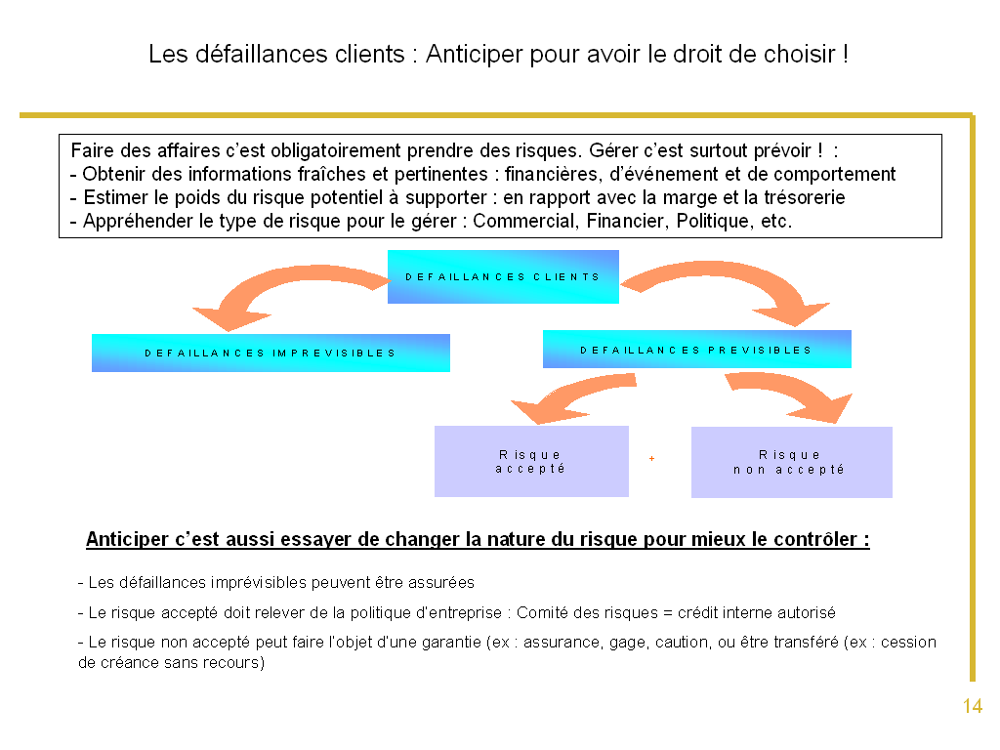 Les défaillances clients : Anticiper pour avoir le droit de choisir !
Faire des affaires c’est obligatoirement prendre des risques. Gérer c’est surtout prévoir !  :
- Obtenir des informations fraîches et pertinentes : financières, d’événement et de comportement
- Estimer le poids du risque potentiel à supporter : en rapport avec la marge et la trésorerie
- Appréhender le type de risque pour le gérer : Commercial, Financier, Politique, etc.
DEFAILLANCES CLIENTS
DEFAILLANCES IMPREVISIBLES
DEFAILLANCES PREVISIBLES
Risque
accepté
+
Risque
non accepté
Anticiper c’est aussi essayer de changer la nature du risque pour mieux le contrôler :
- Les défaillances imprévisibles peuvent être assurées
- Le risque accepté doit relever de la politique d’entreprise : Comité des risques = crédit interne autorisé
- Le risque non accepté peut faire l’objet d’une garantie (ex : assurance, gage, caution, ou être transféré (ex : cession
de créance sans recours)
14